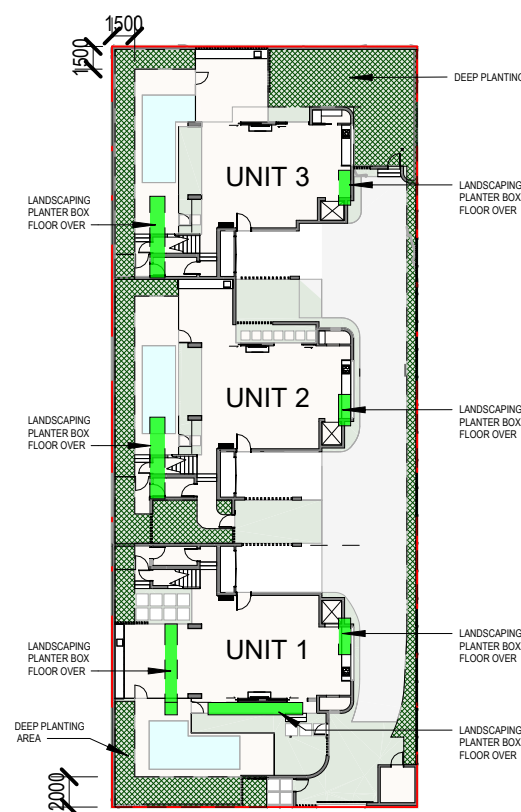 1500
1500
DEEP PLANTING
UNIT 3
LANDSCAPING
PLANTER BOX
FLOOR OVER
LANDSCAPING
PLANTER BOX
FLOOR OVER
UNIT 2
LANDSCAPING
PLANTER BOX
FLOOR OVER
LANDSCAPING
PLANTER BOX
FLOOR OVER
UNIT 1
LANDSCAPING
PLANTER BOX
FLOOR OVER
LANDSCAPING
PLANTER BOX
FLOOR OVER
DEEP PLANTING
AREA
LANDSCAPING
PLANTER BOX
FLOOR OVER
2000